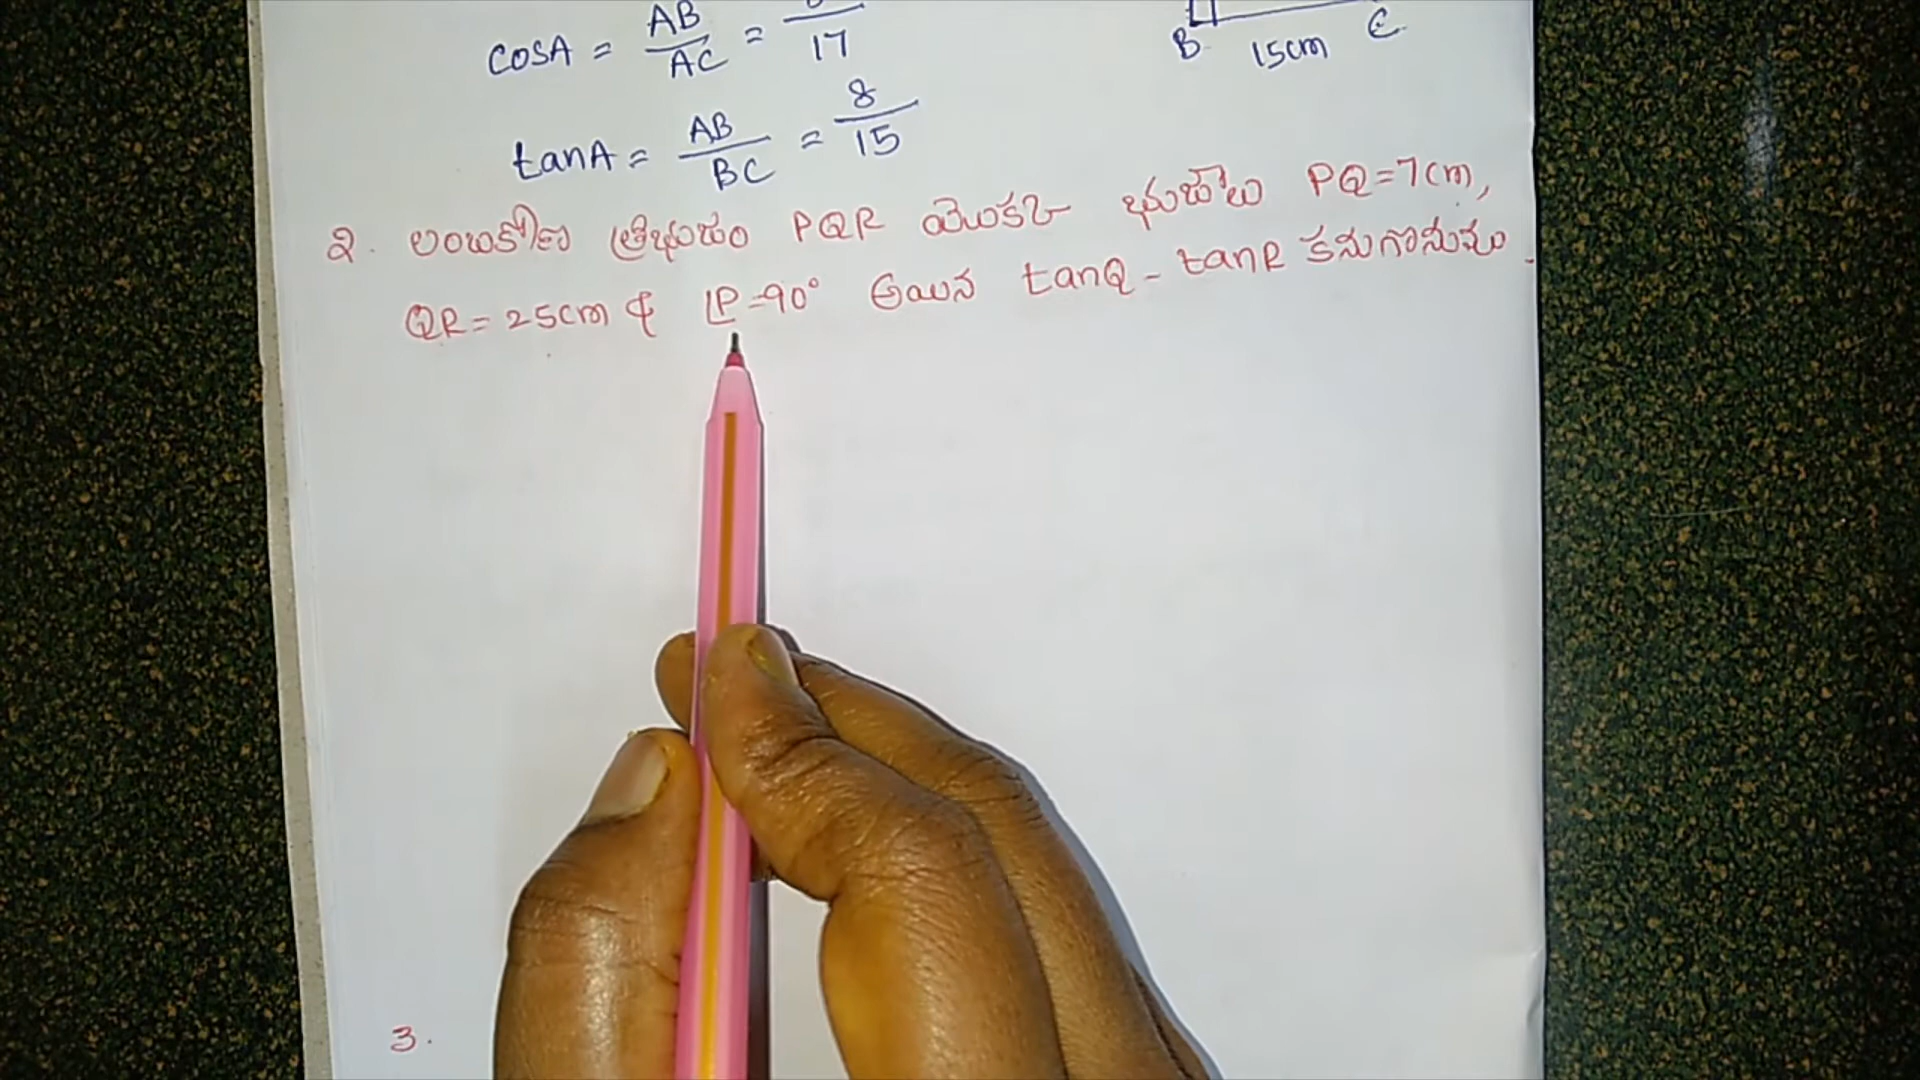 cosA = AB/AC = /17
B 15cm C
tanA = AB/BC = 8/15
2. లంబకోణ త్రిభుజం PQR యొక్క భుజాలు PQ=7cm,
QR=25cm & ∠P=90° అయిన tanQ - tanR కనుగొనుము.
3.